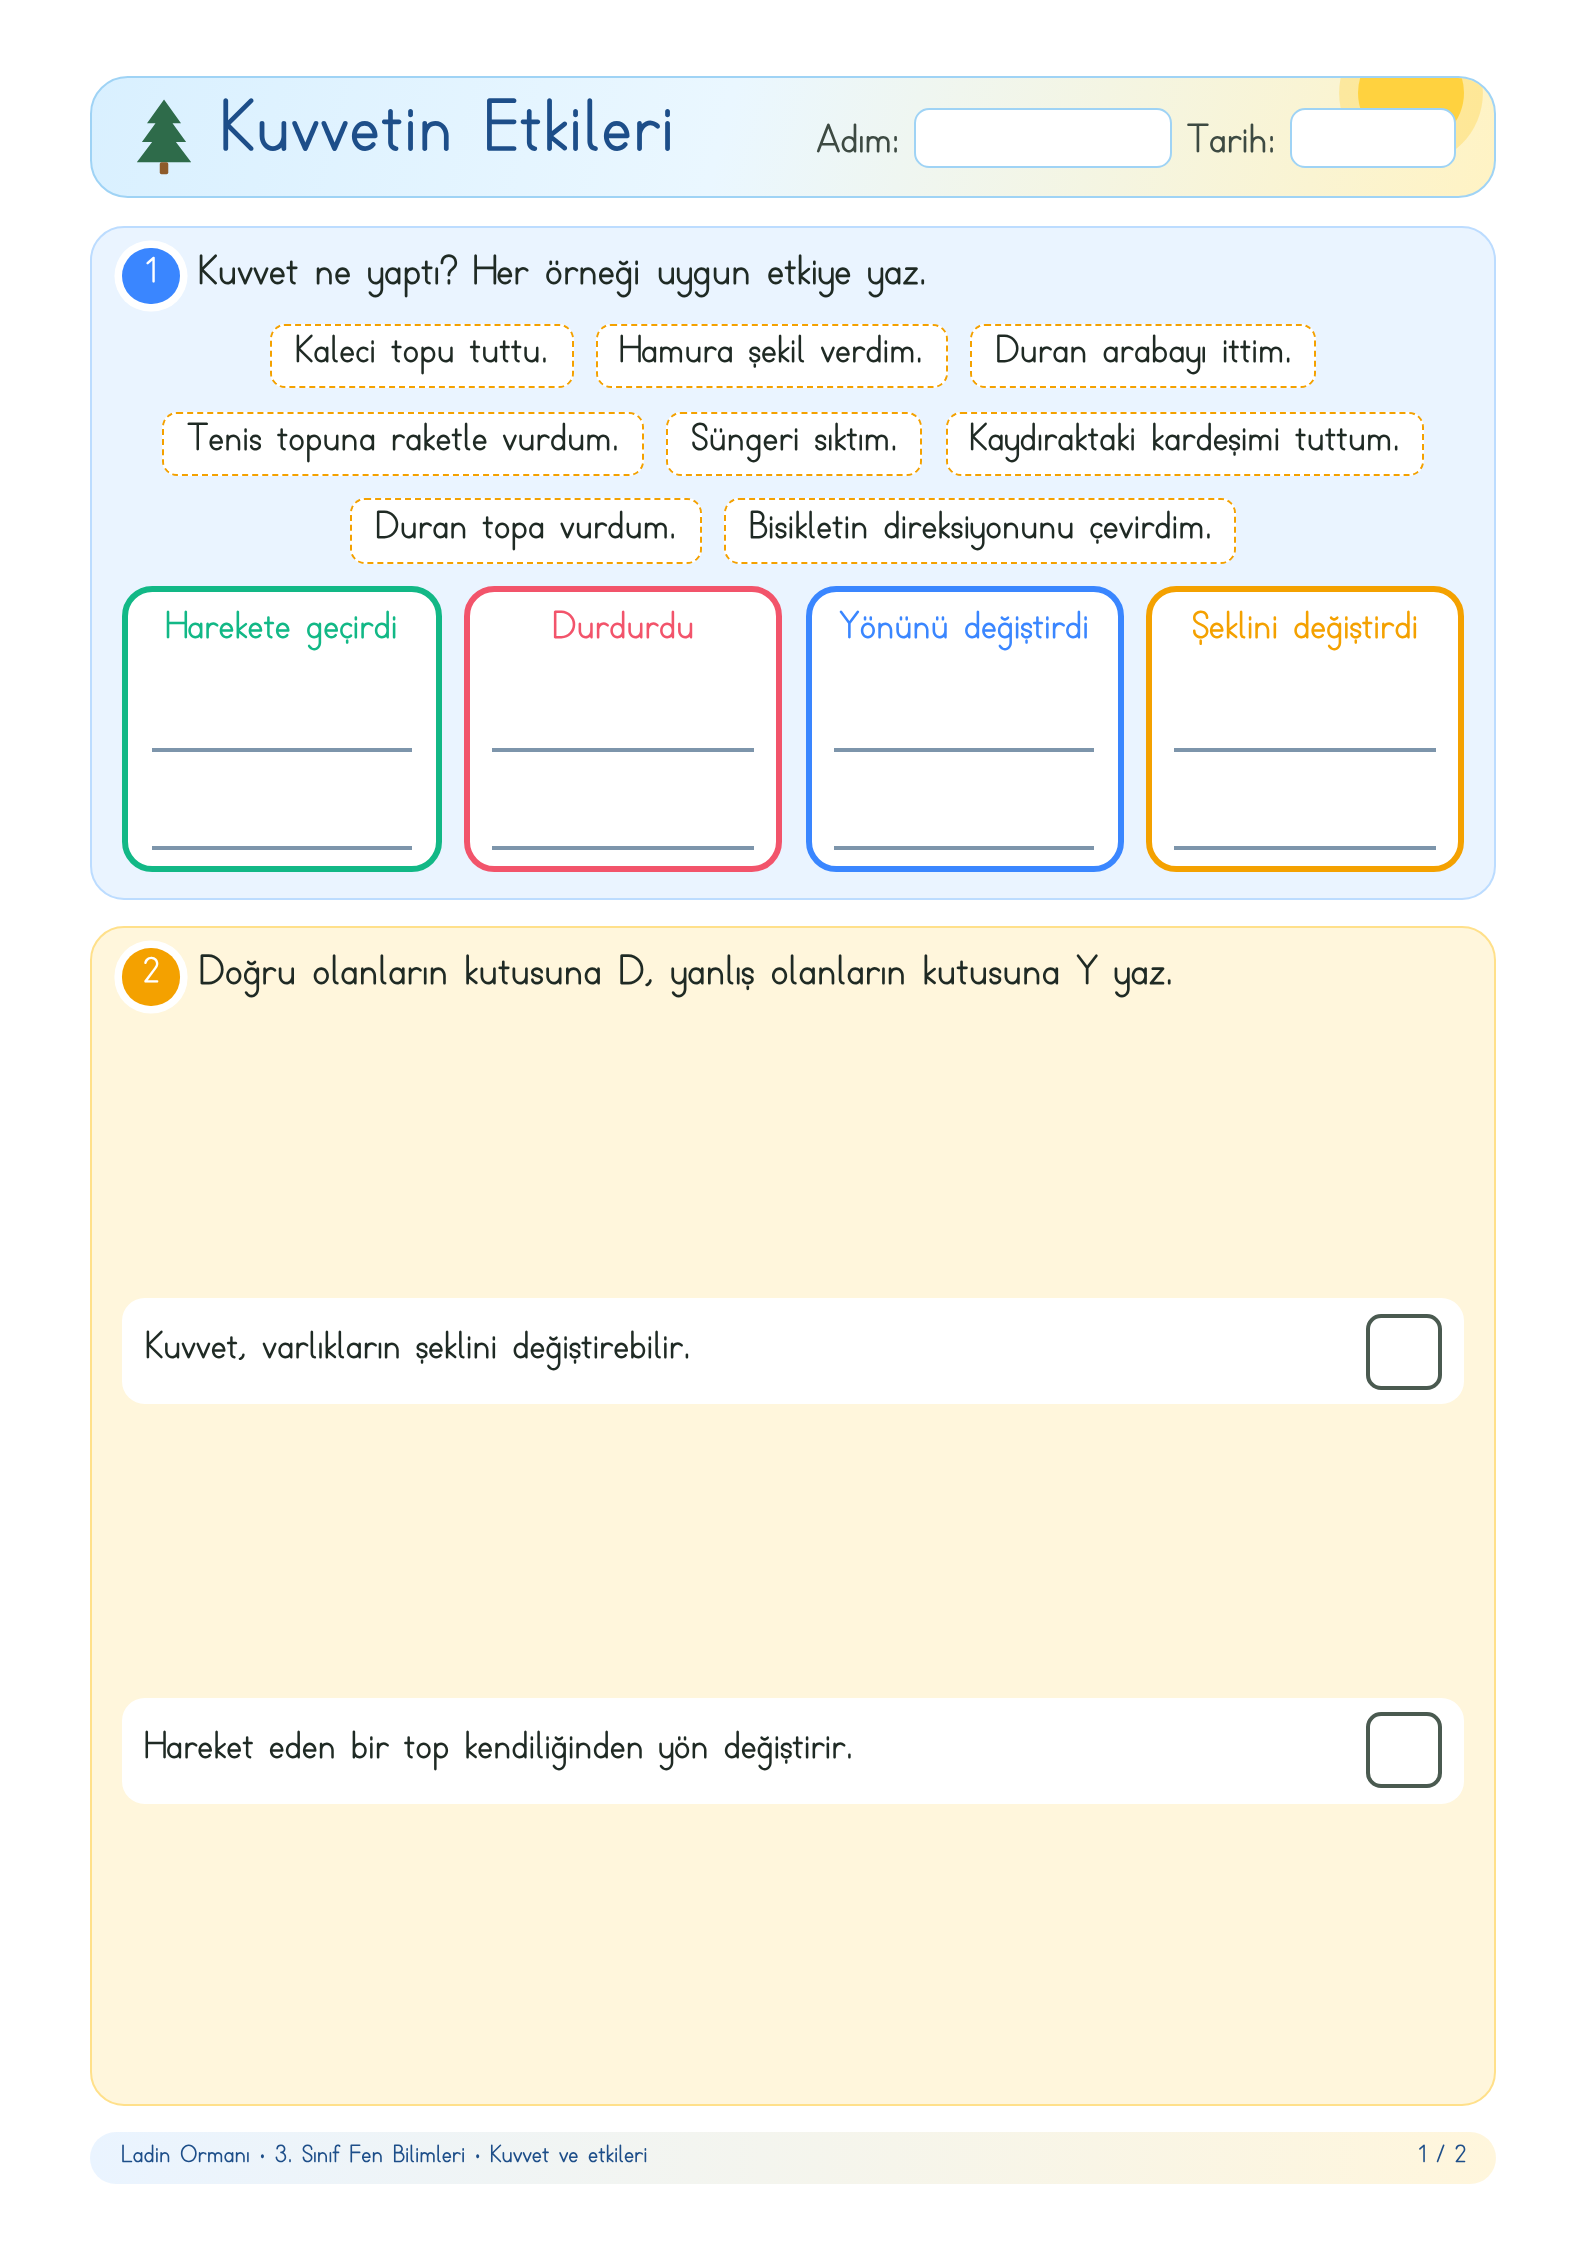 Kuvvetin Etkileri
Adım:
Tarih:
1 Kuvvet ne yaptı? Her örneği uygun etkiye yaz.
Kaleci topu tuttu.
Hamura şekil verdim.
Duran arabayı ittim.
Tenis topuna raketle vurdum.
Süngeri sıktım.
Kaydıraktaki kardeşimi tuttum.
Duran topa vurdum.
Bisikletin direksiyonunu çevirdim.
Harekete geçirdi
Durdurdu
Yönünü değiştirdi
Şeklini değiştirdi
2 Doğru olanların kutusuna D, yanlış olanların kutusuna Y yaz.
Kuvvet, varlıkların şeklini değiştirebilir.
Hareket eden bir top kendiliğinden yön değiştirir.
Ladin Ormanı • 3. Sınıf Fen Bilimleri • Kuvvet ve etkileri
1 / 2